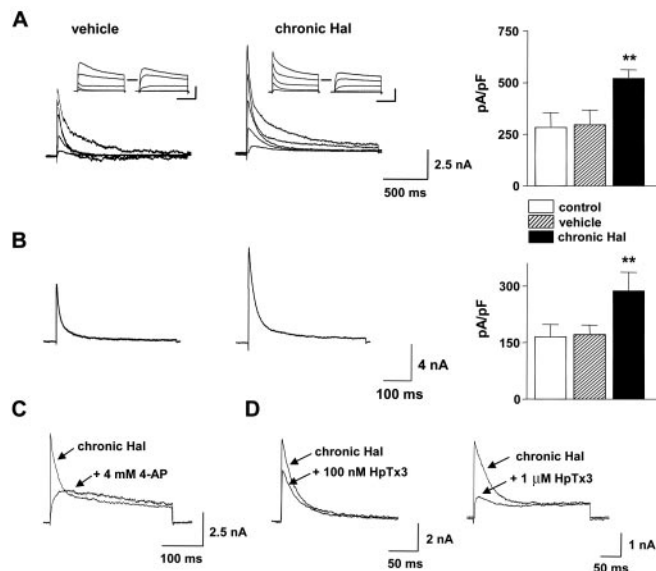 A
vehicle
chronic Hal
2.5 nA
500 ms
pA/pF
750
500
250
0
**
control
vehicle
chronic Hal
B
4 nA
100 ms
pA/pF
300
150
0
**
C
chronic Hal
+ 4 mM 4-AP
2.5 nA
100 ms
D
chronic Hal
+ 100 nM HpTx3
2 nA
50 ms
chronic Hal
+ 1 μM HpTx3
1 nA
50 ms